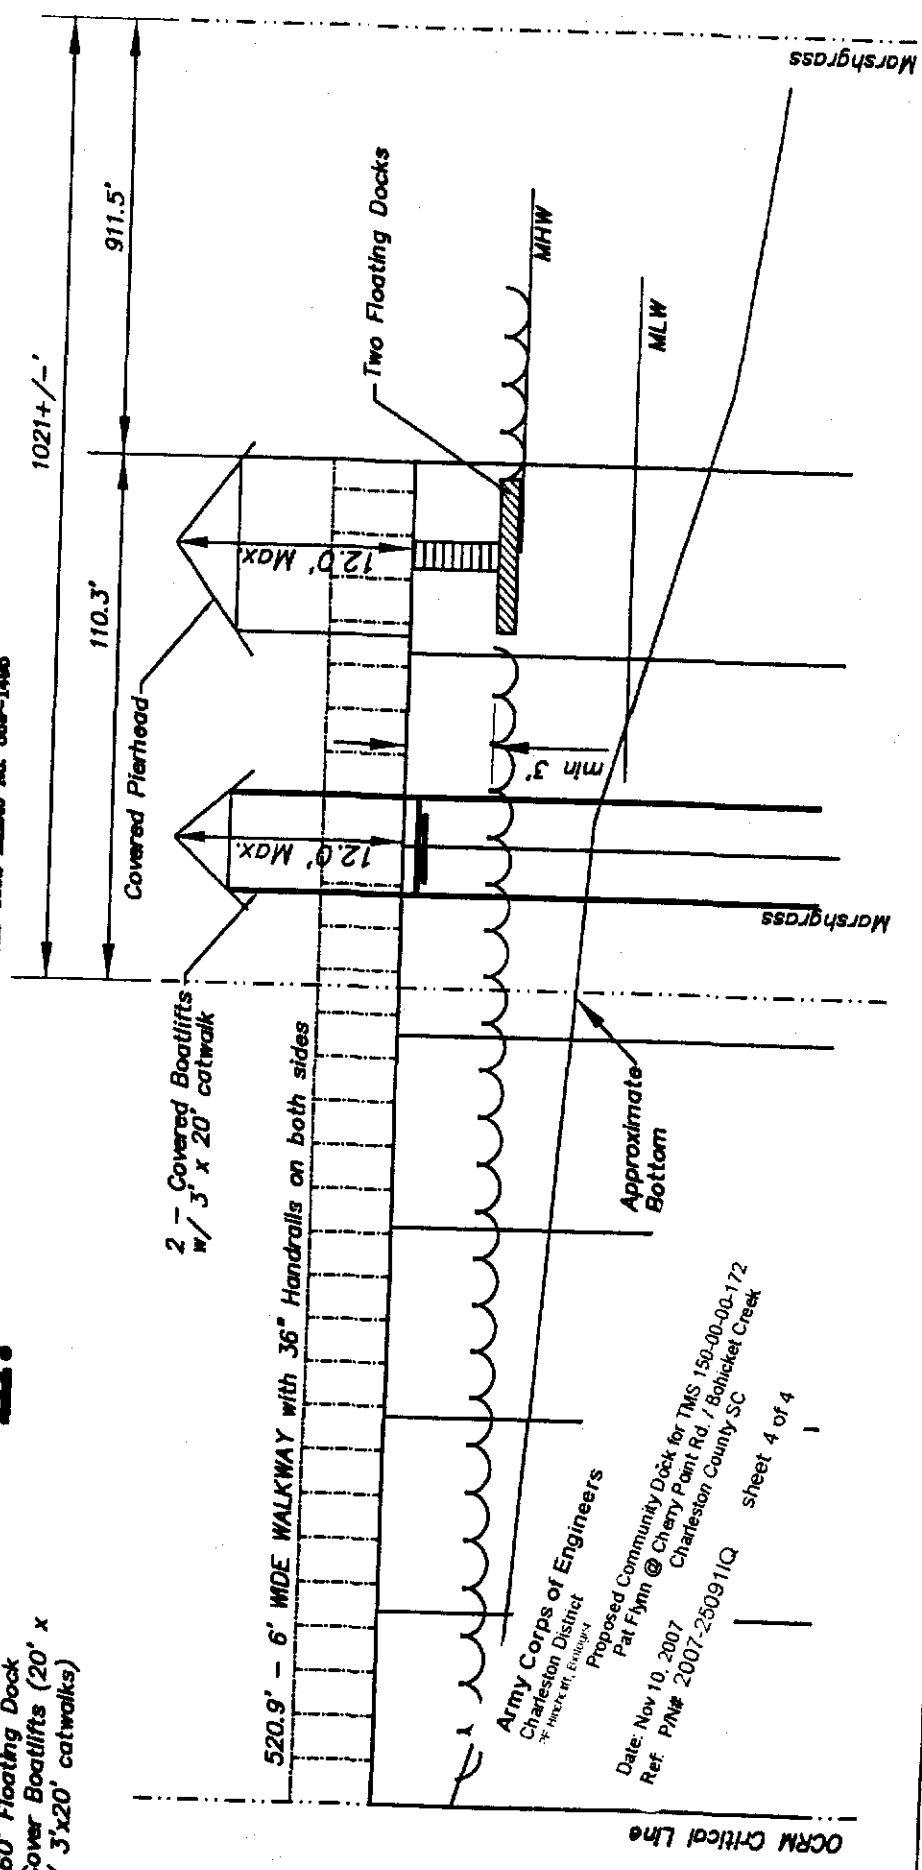 60' Floating Dock
Cover Boatlifts (20' x
3'x20' catwalks)
1021+/-'
911.5'
110.3'
Covered Pierhead
2 - Covered Boatlifts
w/ 3' x 20' catwalk
12.0' Max.
12.0' Max.
Two Floating Docks
Marshgrass
MHW
MLW
min 3'
Marshgrass
520.9' - 6' WIDE WALKWAY with 36" Handrails on both sides
Approximate
Bottom
OCRM Critical Line
Army Corps of Engineers
Charleston District
Proposed Community Dock for TMS 150-00-00-172
Pat Flynn @ Cherry Point Rd. / Bohicket Creek
Charleston County SC
Date: Nov 10, 2007
Ref. P/N# 2007-25091IQ
sheet 4 of 4